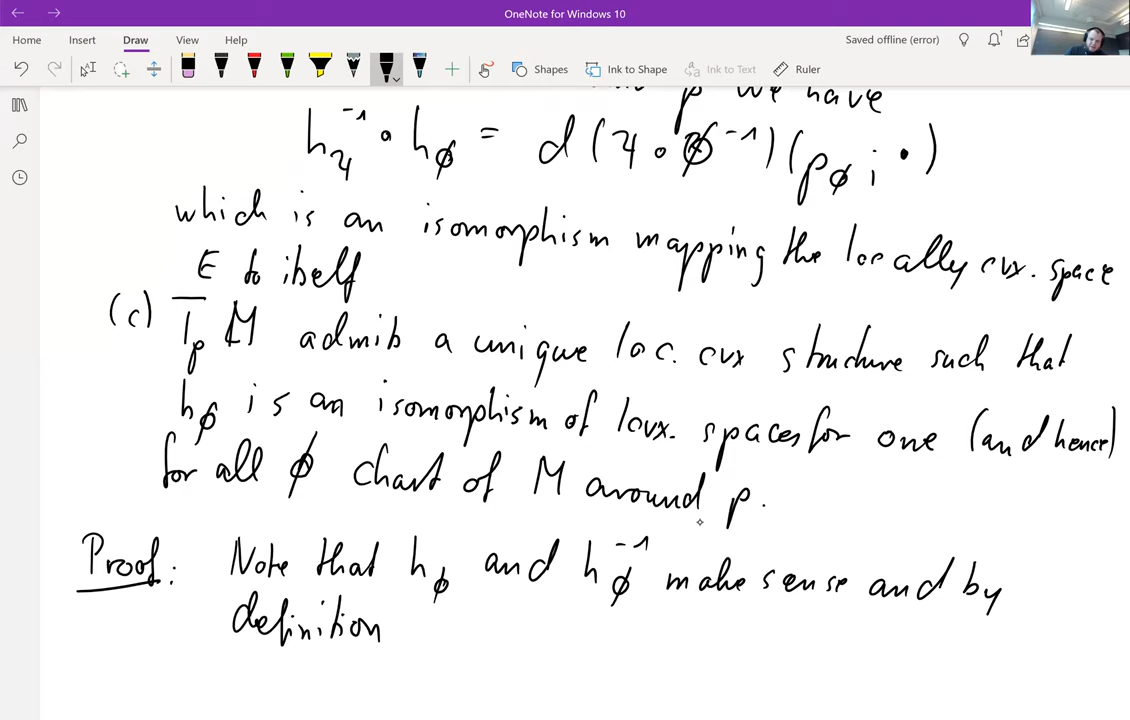 OneNote for Windows 10
Home Insert Draw View Help
Saved offline (error)
Shapes Ink to Shape Ink to Text Ruler
p we have
h_ψ^{-1} ∘ h_ϕ = d(ψ ∘ ϕ^{-1})(p_ϕ ; •)
which is an isomorphism mapping the locally cvx. space
E to itself
(c) T_p M admits a unique loc. cvx structure such that
h_ϕ is an isomorphism of lcvx. spaces for one (and hence)
for all ϕ chart of M around p.
Proof: Note that h_ϕ and h_ϕ^{-1} make sense and by
definition